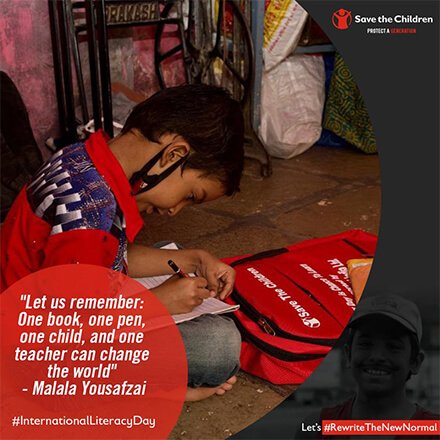 PRAKASH
Save the Children
PROTECT A GENERATION
Save The Children
"Let us remember:
One book, one pen,
one child, and one
teacher can change
the world"
- Malala Yousafzai
#InternationalLiteracyDay
Let's #RewriteTheNewNormal